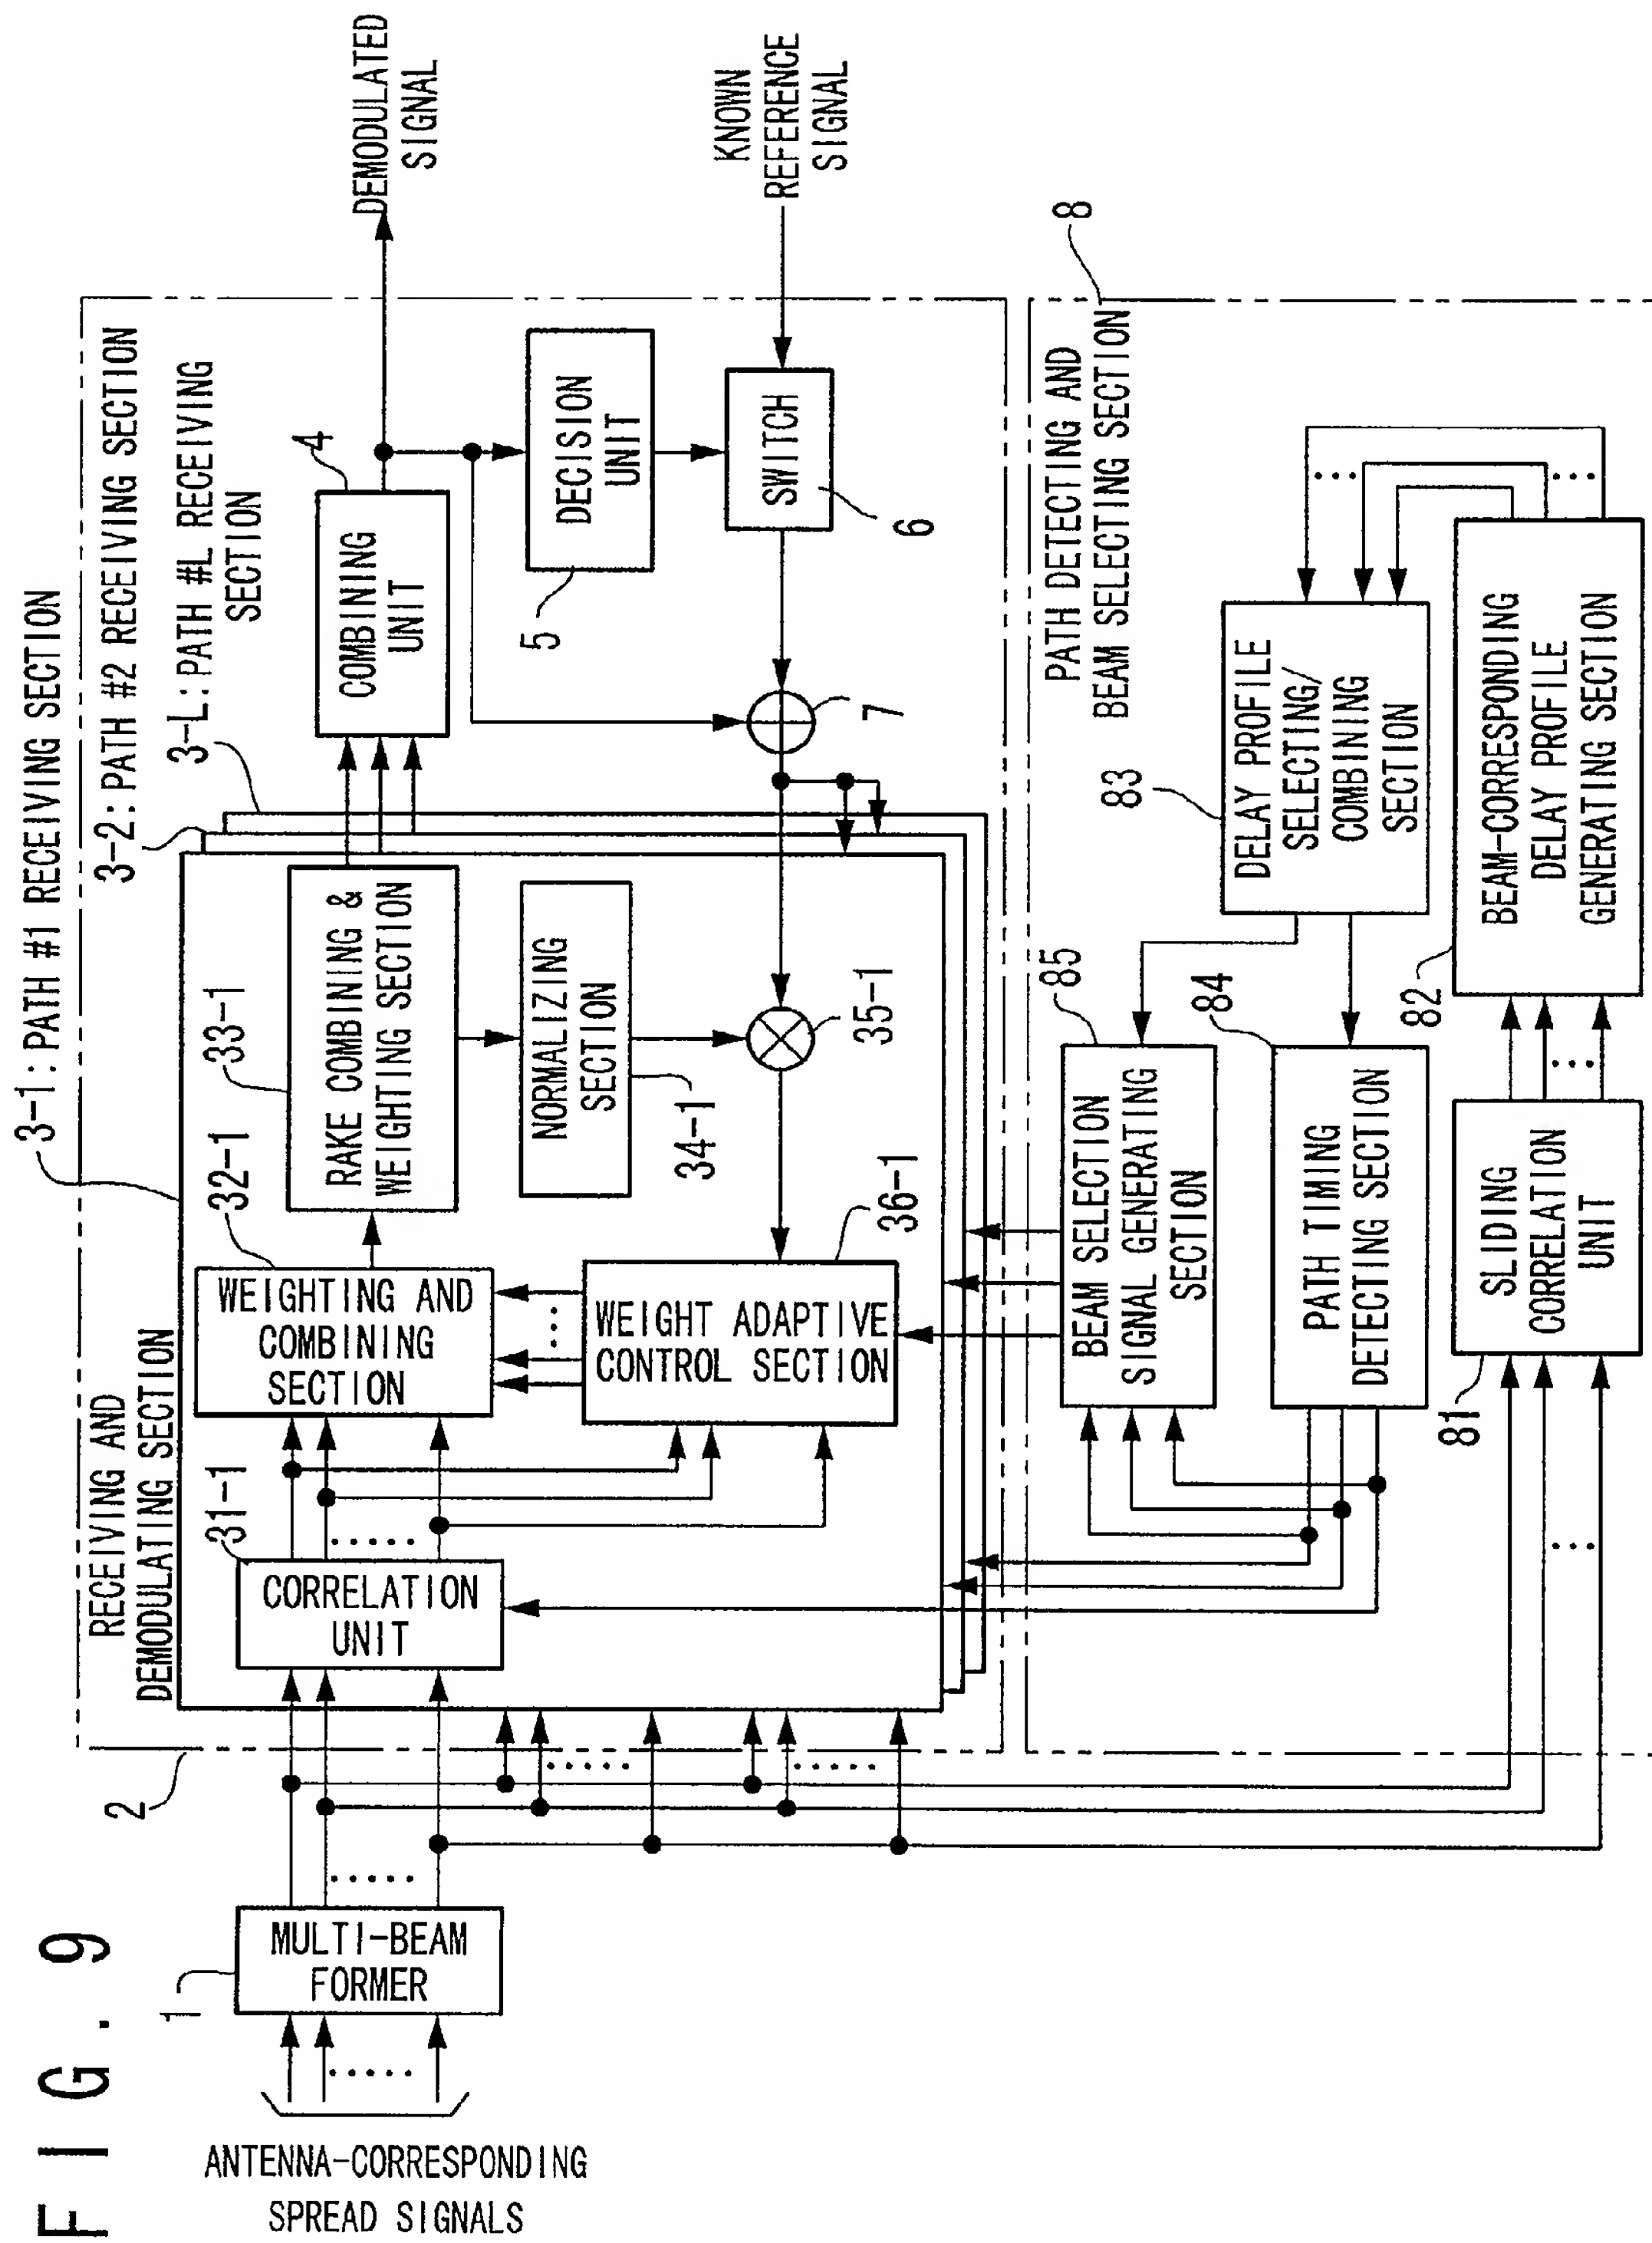 FIG. 9
3-1:PATH #1 RECEIVING SECTION
3-2:PATH #2 RECEIVING SECTION
3-L:PATH #L RECEIVING
SECTION
RECEIVING AND
DEMODULATING SECTION
2
ANTENNA-CORRESPONDING
SPREAD SIGNALS
1
MULTI-BEAM
FORMER
31-1
CORRELATION
UNIT
32-1
WEIGHTING AND
COMBINING
SECTION
33-1
RAKE COMBINING &
WEIGHTING SECTION
NORMALIZING
SECTION
34-1
35-1
36-1
WEIGHT ADAPTIVE
CONTROL SECTION
4
COMBINING
UNIT
DEMODULATED
SIGNAL
DECISION
UNIT
5
SWITCH
6
KNOWN
REFERENCE
SIGNAL
7
PATH DETECTING AND
BEAM SELECTING SECTION
8
85
BEAM SELECTION
SIGNAL GENERATING
SECTION
84
PATH TIMING
DETECTING SECTION
83
DELAY PROFILE
SELECTING/
COMBINING
SECTION
81
SLIDING
CORRELATION
UNIT
82
BEAM-CORRESPONDING
DELAY PROFILE
GENERATING SECTION